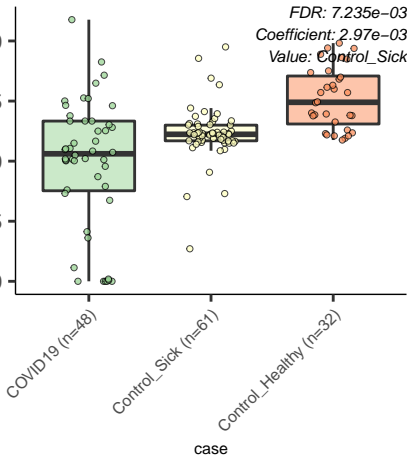 FDR: 7.235e−03
Coefficient: 2.97e−03
Value: Control_Sick
COVID19 (n=48)
Control_Sick (n=61)
Control_Healthy (n=32)
case